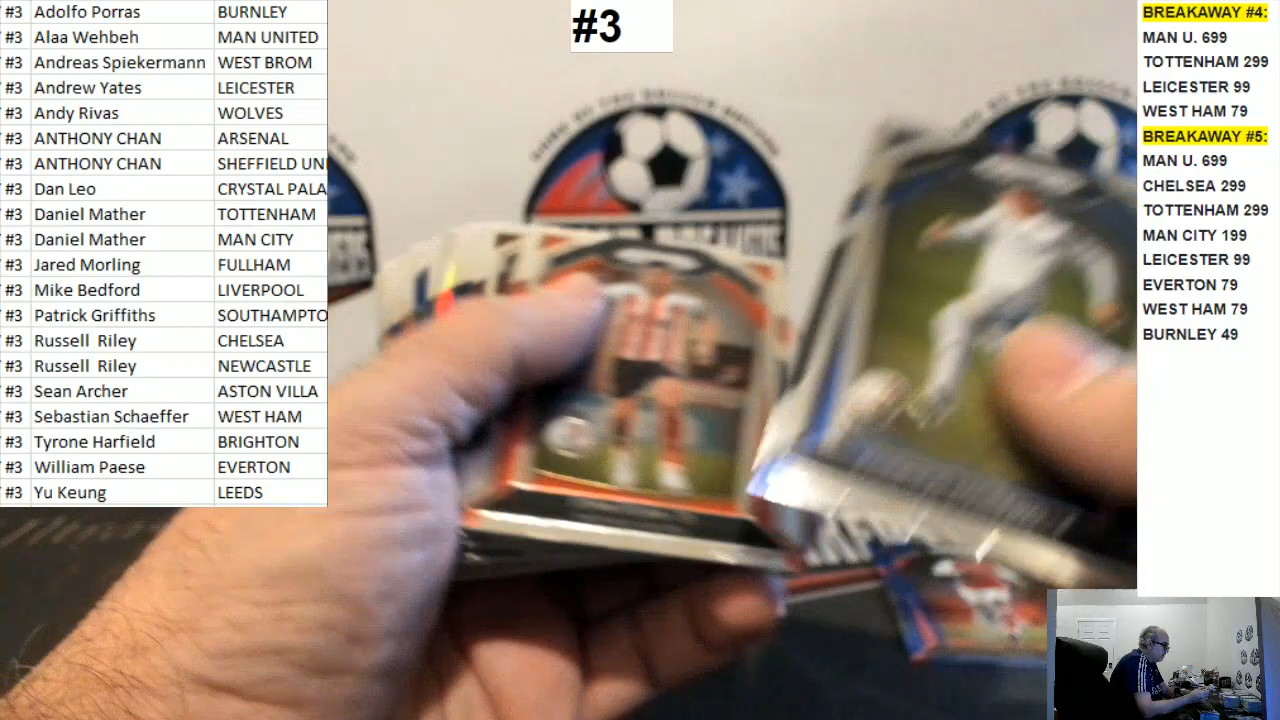 #3 Adolfo Porras BURNLEY
#3 Alaa Wehbeh MAN UNITED
#3 Andreas Spiekermann WEST BROM
#3 Andrew Yates LEICESTER
#3 Andy Rivas WOLVES
#3 ANTHONY CHAN ARSENAL
#3 ANTHONY CHAN SHEFFIELD UNI
#3 Dan Leo CRYSTAL PALA
#3 Daniel Mather TOTTENHAM
#3 Daniel Mather MAN CITY
#3 Jared Morling FULLHAM
#3 Mike Bedford LIVERPOOL
#3 Patrick Griffiths SOUTHAMPTO
#3 Russell Riley CHELSEA
#3 Russell Riley NEWCASTLE
#3 Sean Archer ASTON VILLA
#3 Sebastian Schaeffer WEST HAM
#3 Tyrone Harfield BRIGHTON
#3 William Paese EVERTON
#3 Yu Keung LEEDS
#3
BREAKAWAY #4:
MAN U. 699
TOTTENHAM 299
LEICESTER 99
WEST HAM 79
BREAKAWAY #5:
MAN U. 699
CHELSEA 299
TOTTENHAM 299
MAN CITY 199
LEICESTER 99
EVERTON 79
WEST HAM 79
BURNLEY 49